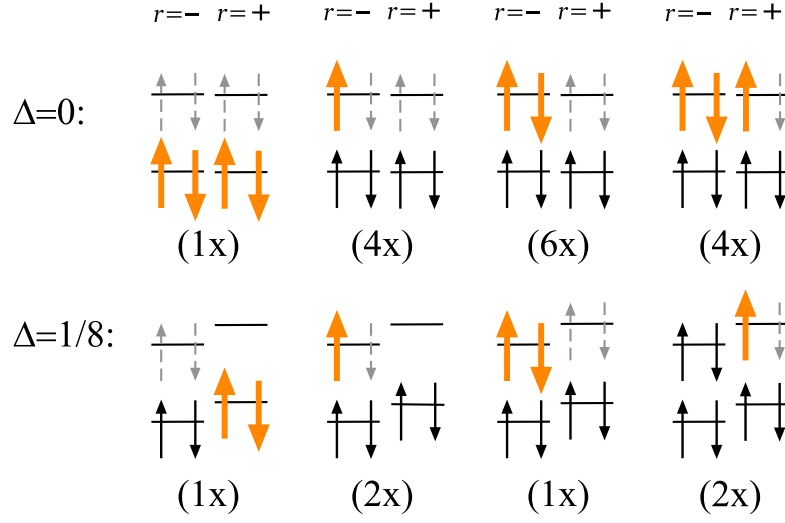 r=− r=+ r=− r=+ r=− r=+ r=− r=+
Δ=0:
(1x) (4x) (6x) (4x)
Δ=1/8:
(1x) (2x) (1x) (2x)